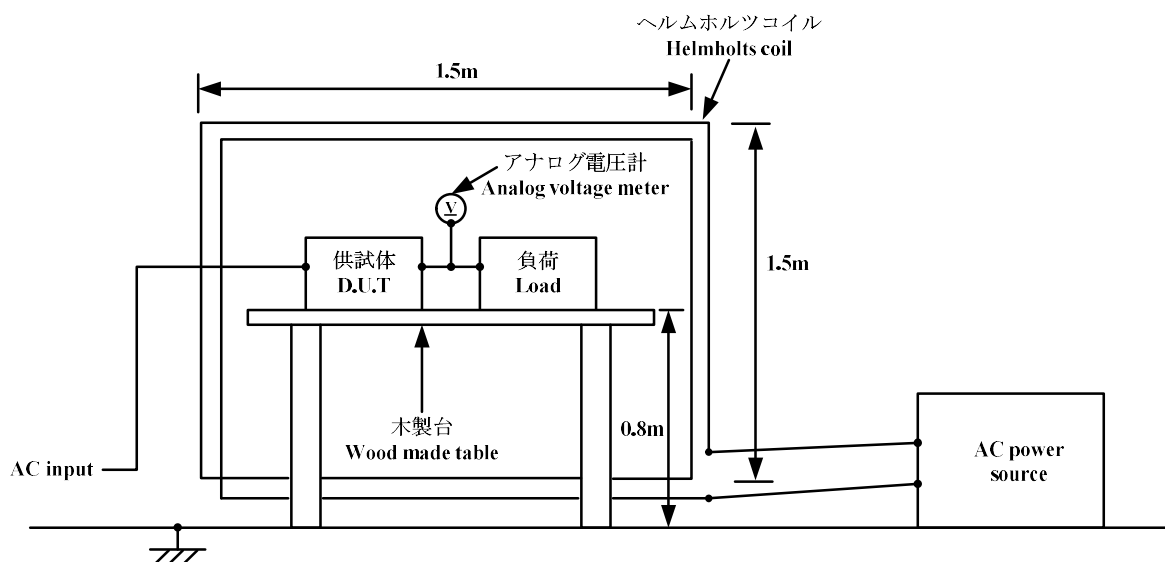 ヘルムホルツコイル
Helmholts coil
1.5m
アナログ電圧計
Analog voltage meter
V
供試体
D.U.T
負荷
Load
1.5m
木製台
Wood made table
0.8m
AC input
AC power
source